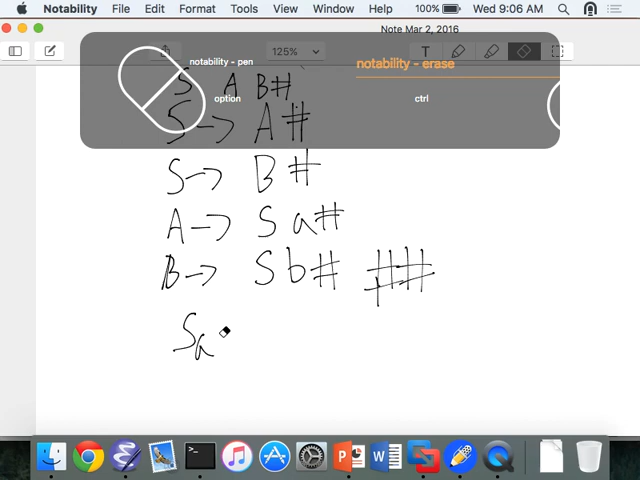 Notability File Edit Format Tools View Window Help 100% Wed 9:06 AM
Note Mar 2, 2016
125% T
notability - pen notability - erase
option ctrl
S A B#
S -> A #
S -> B #
A -> S a #
B -> S b # ##
Sa